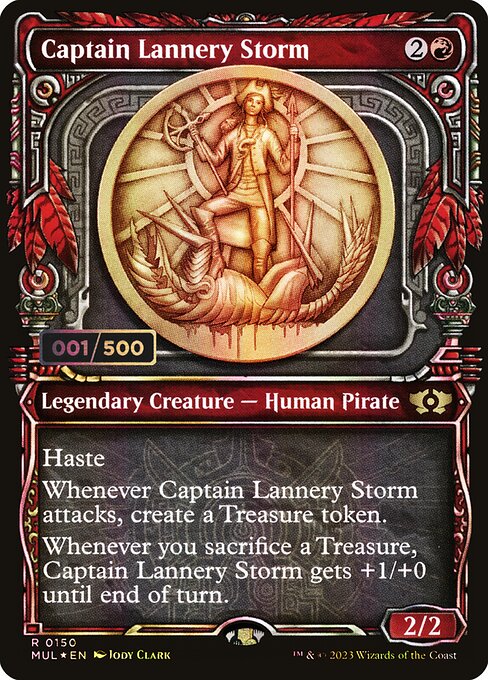 Captain Lannery Storm 2
001/500
Legendary Creature — Human Pirate
Haste
Whenever Captain Lannery Storm
attacks, create a Treasure token.
Whenever you sacrifice a Treasure,
Captain Lannery Storm gets +1/+0
until end of turn.
2/2
R 0150
MUL★EN Jody Clark
™ & © 2023 Wizards of the Coast